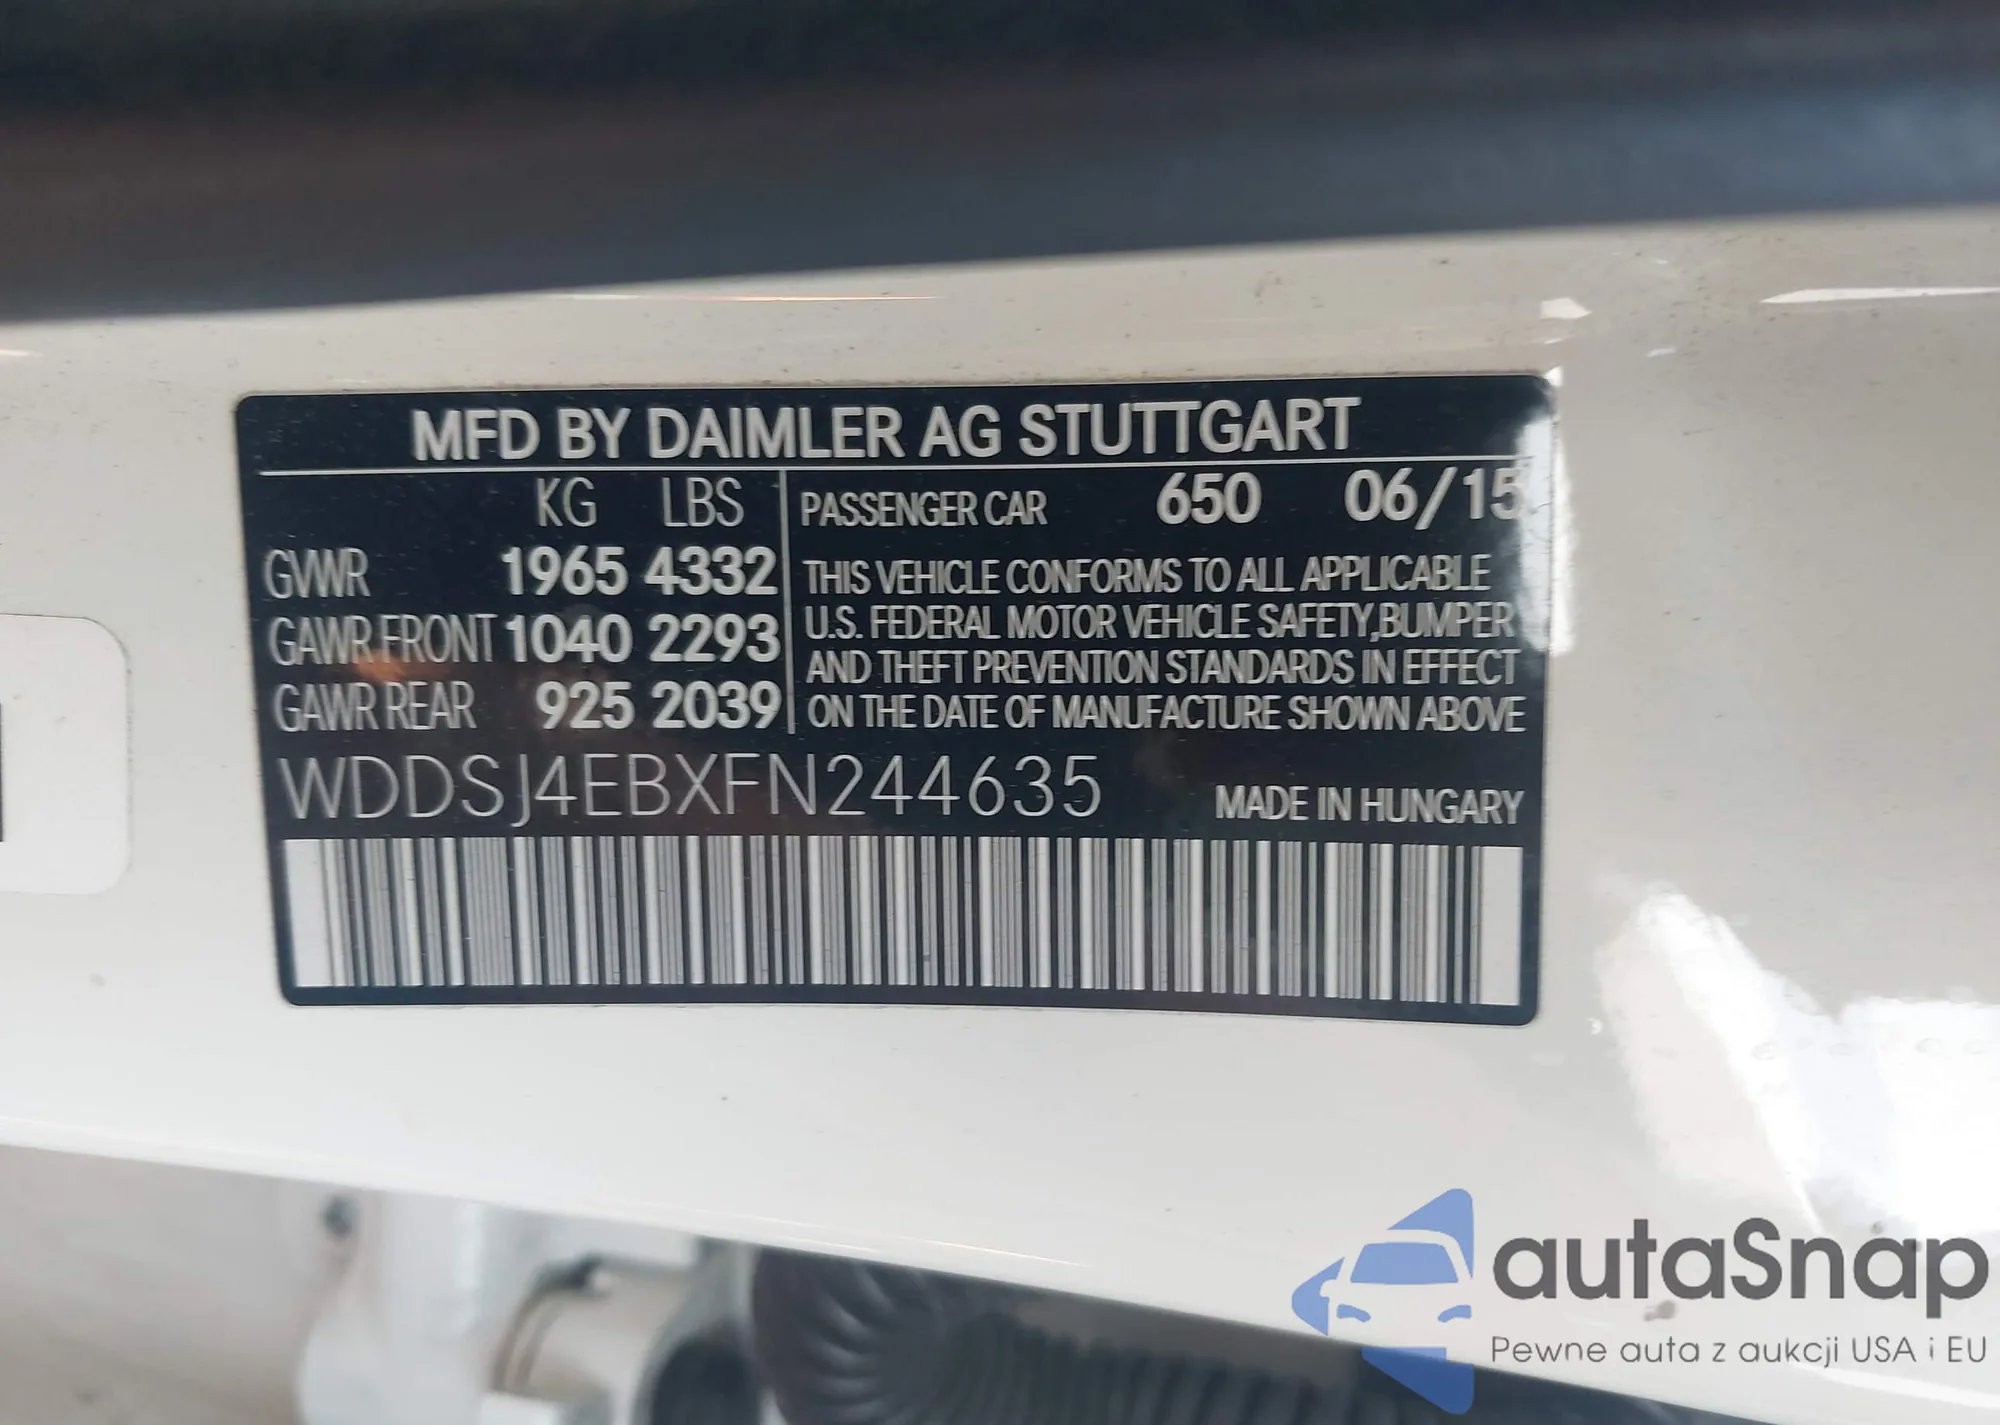 MFD BY DAIMLER AG STUTTGART
KG LBS
GVWR 1965 4332
GAWR FRONT 1040 2293
GAWR REAR 925 2039
PASSENGER CAR 650 06/15
THIS VEHICLE CONFORMS TO ALL APPLICABLE
U.S. FEDERAL MOTOR VEHICLE SAFETY,BUMPER
AND THEFT PREVENTION STANDARDS IN EFFECT
ON THE DATE OF MANUFACTURE SHOWN ABOVE
WDDSJ4EBXFN244635
MADE IN HUNGARY
autaSnap
Pewne auta z aukcji USA i EU